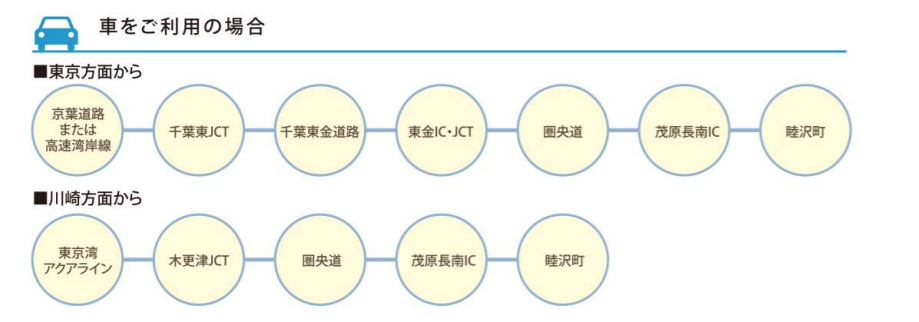 車をご利用の場合
■東京方面から
京葉道路
または
高速湾岸線
千葉東JCT
千葉東金道路
東金IC・JCT
圏央道
茂原長南IC
睦沢町
■川崎方面から
東京湾
アクアライン
木更津JCT
圏央道
茂原長南IC
睦沢町